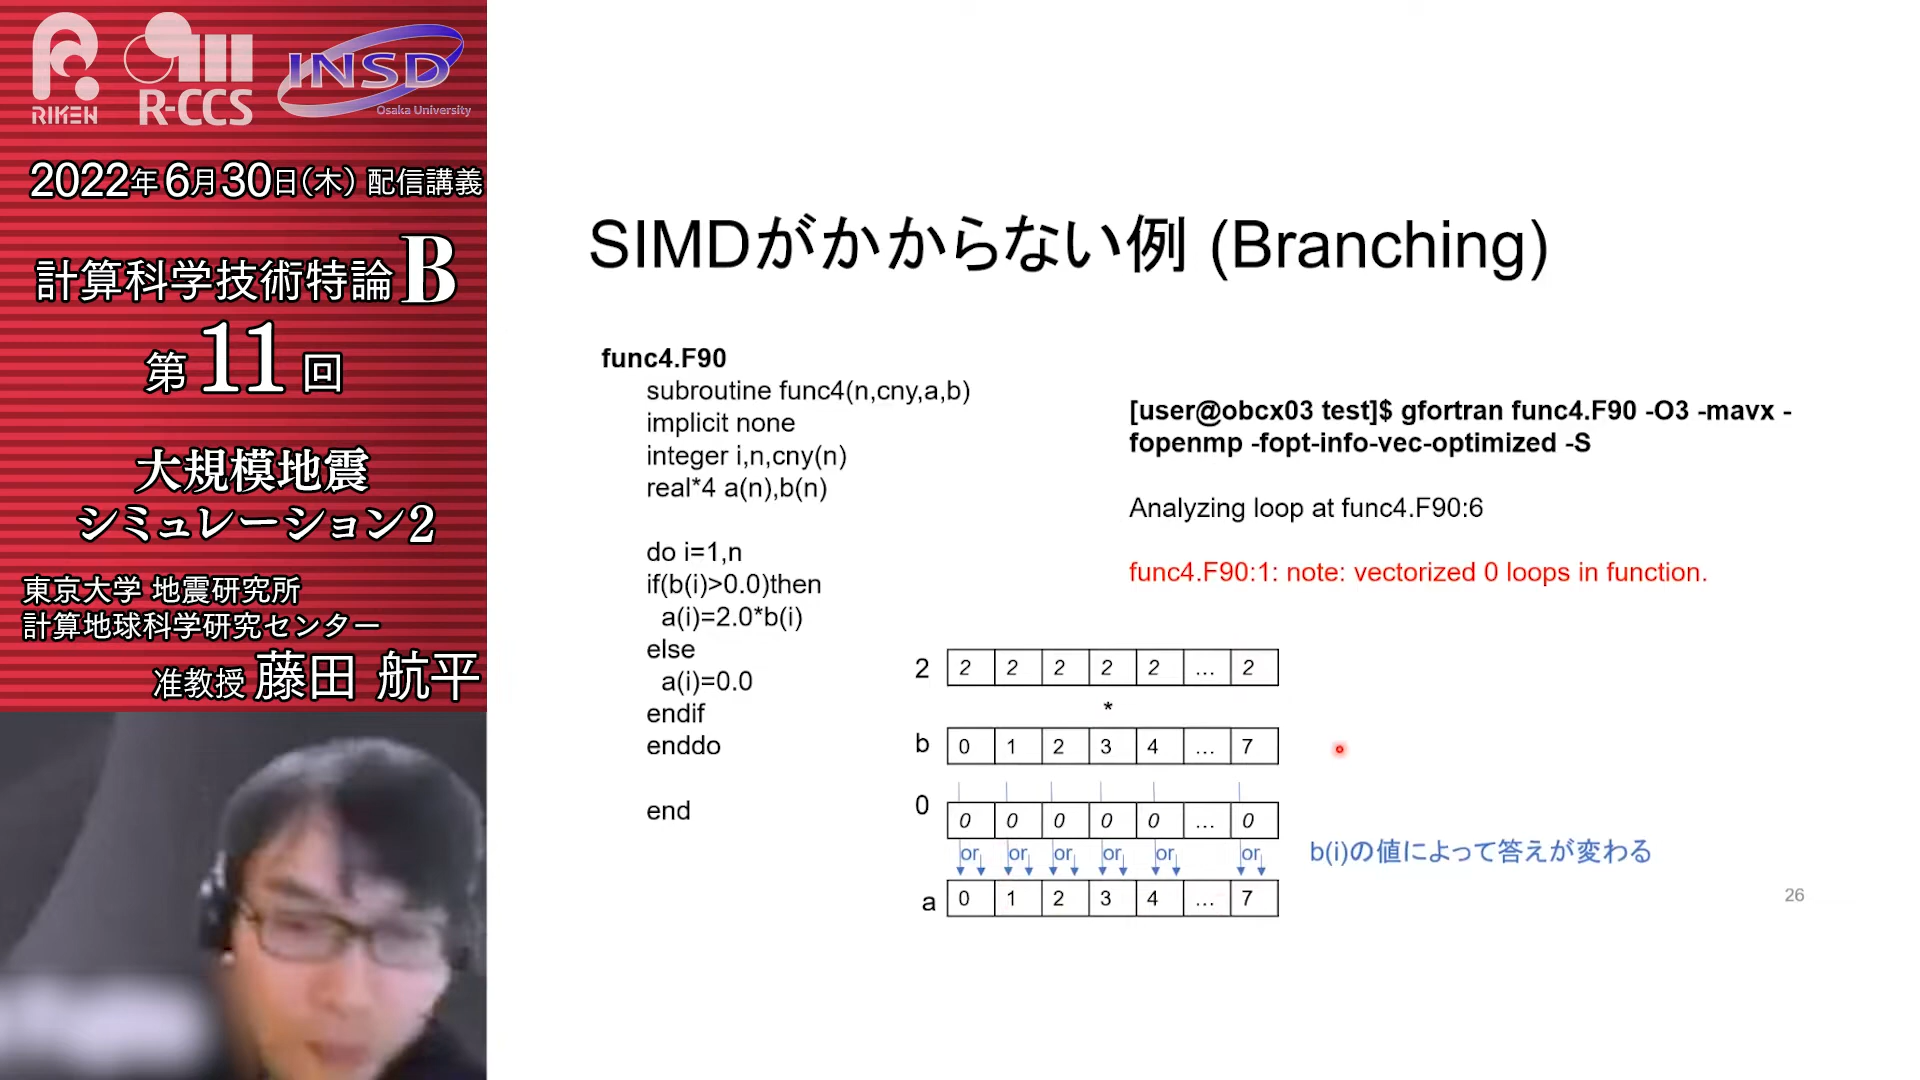 RIKEN
R-CCS
INSD
Osaka University
2022年6月30日(木) 配信講義
計算科学技術特論B
第11回
大規模地震
シミュレーション2
東京大学 地震研究所
計算地球科学研究センター
准教授 藤田 航平
SIMDがかからない例 (Branching)
func4.F90
subroutine func4(n,cny,a,b)
implicit none
integer i,n,cny(n)
real*4 a(n),b(n)
do i=1,n
if(b(i)>0.0)then
a(i)=2.0*b(i)
else
a(i)=0.0
endif
enddo
end
[user@obcx03 test]$ gfortran func4.F90 -O3 -mavx -
fopenmp -fopt-info-vec-optimized -S
Analyzing loop at func4.F90:6
func4.F90:1: note: vectorized 0 loops in function.
2 2 2 2 2 2 … 2
*
b 0 1 2 3 4 … 7
0 0 0 0 0 0 … 0
or or or or or or
a 0 1 2 3 4 … 7
b(i)の値によって答えが変わる
26